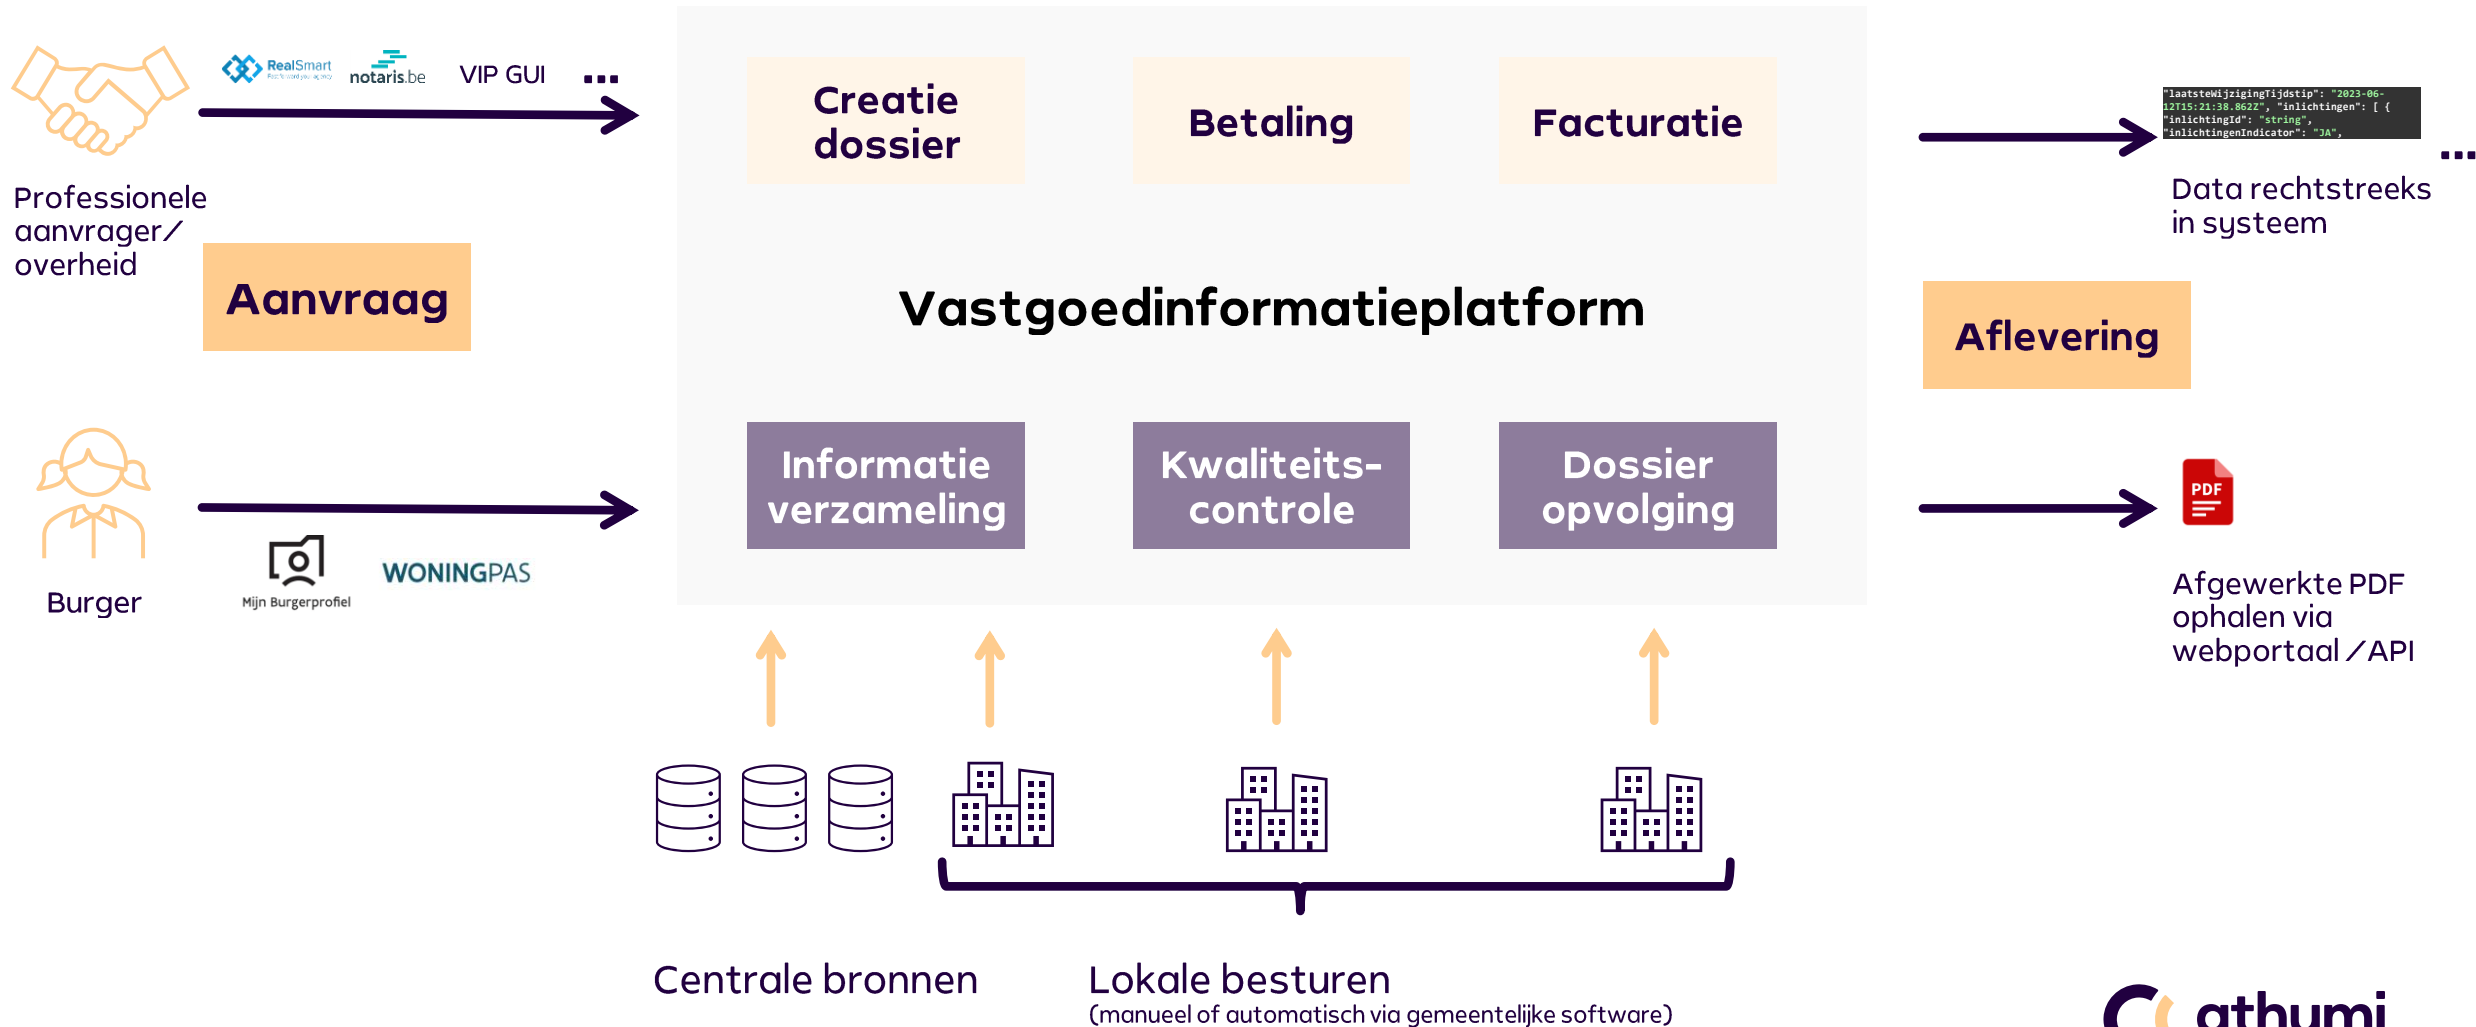 RealSmart
notaris.be
VIP GUI
...
Professionele
aanvrager/
overheid
Aanvraag
Burger
Mijn Burgerprofiel
WONINGPAS
Creatie
dossier
Betaling
Facturatie
Vastgoedinformatieplatform
Informatie
verzameling
Kwaliteits-
controle
Dossier
opvolging
"laatsteWijzigingTijdstip": "2023-06-
12T15:21:38.862Z", "inlichtingen": [ {
"inlichtingId": "string",
"inlichtingenIndicator": "JA",
...
Data rechtstreeks
in systeem
Aflevering
PDF
Afgewerkte PDF
ophalen via
webportaal /API
Centrale bronnen
Lokale besturen
(manueel of automatisch via gemeentelijke software)
athumi